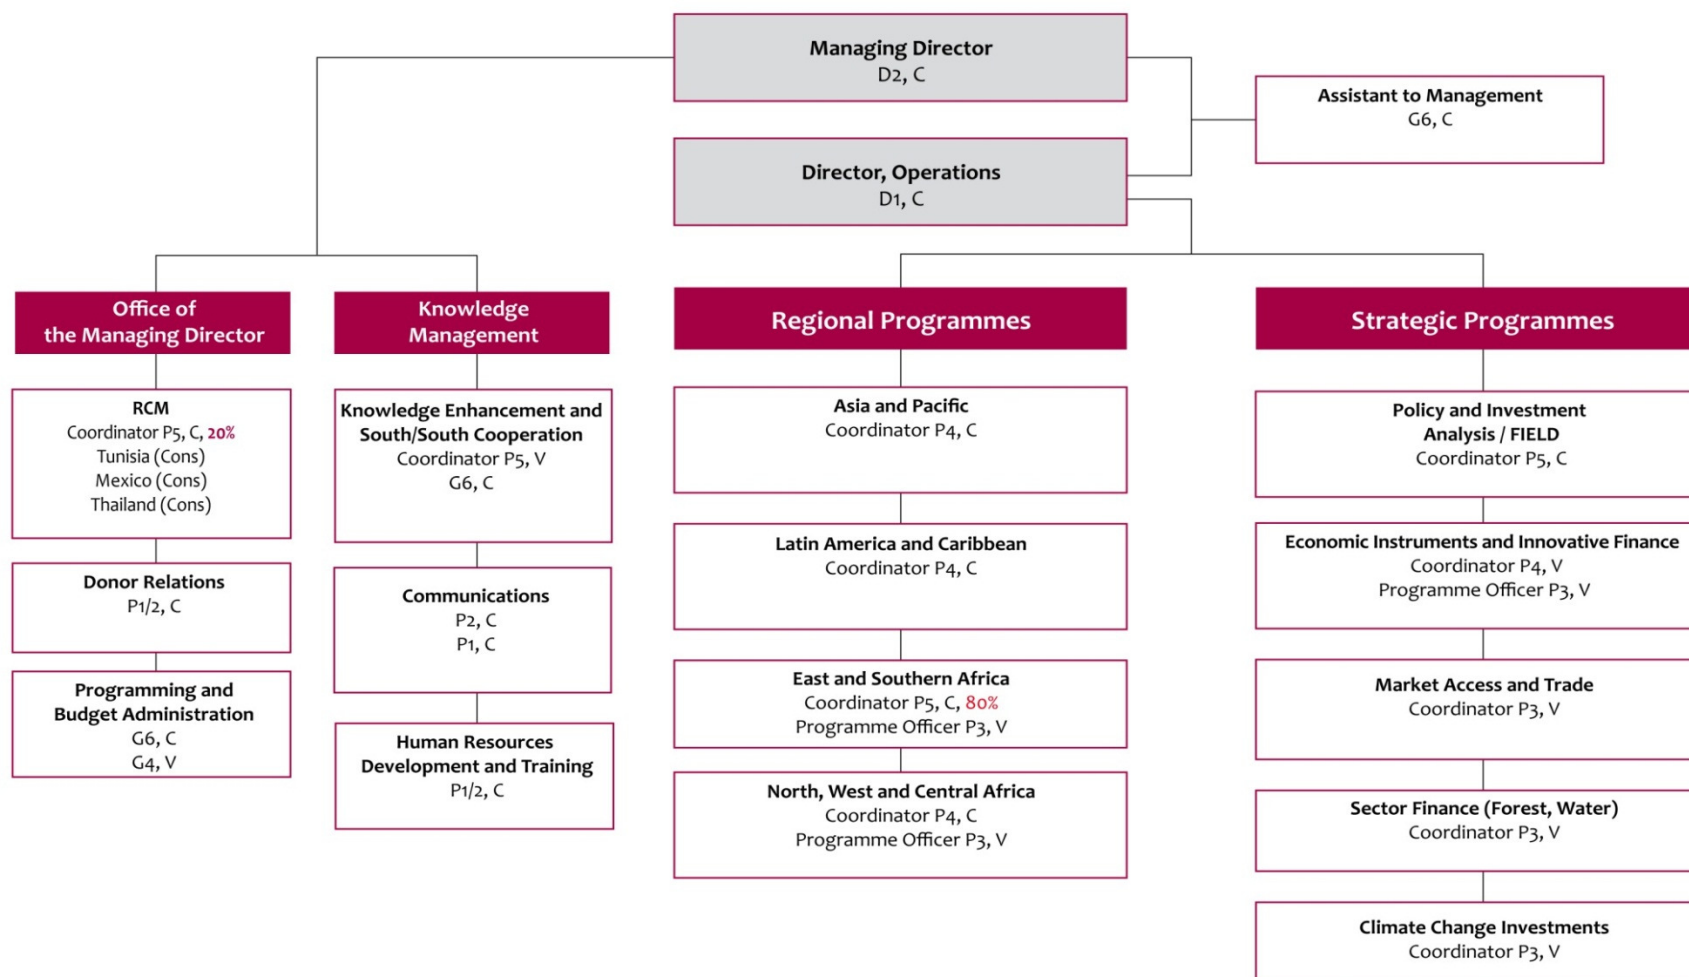 Managing Director
D2, C
Assistant to Management
G6, C
Director, Operations
D1, C
Office of
the Managing Director
RCM
Coordinator P5, C, 20%
Tunisia (Cons)
Mexico (Cons)
Thailand (Cons)
Donor Relations
P1/2, C
Programming and
Budget Administration
G6, C
G4, V
Knowledge
Management
Knowledge Enhancement and
South/South Cooperation
Coordinator P5, V
G6, C
Communications
P2, C
P1, C
Human Resources
Development and Training
P1/2, C
Regional Programmes
Asia and Pacific
Coordinator P4, C
Latin America and Caribbean
Coordinator P4, C
East and Southern Africa
Coordinator P5, C, 80%
Programme Officer P3, V
North, West and Central Africa
Coordinator P4, C
Programme Officer P3, V
Strategic Programmes
Policy and Investment
Analysis / FIELD
Coordinator P5, C
Economic Instruments and Innovative Finance
Coordinator P4, V
Programme Officer P3, V
Market Access and Trade
Coordinator P3, V
Sector Finance (Forest, Water)
Coordinator P3, V
Climate Change Investments
Coordinator P3, V